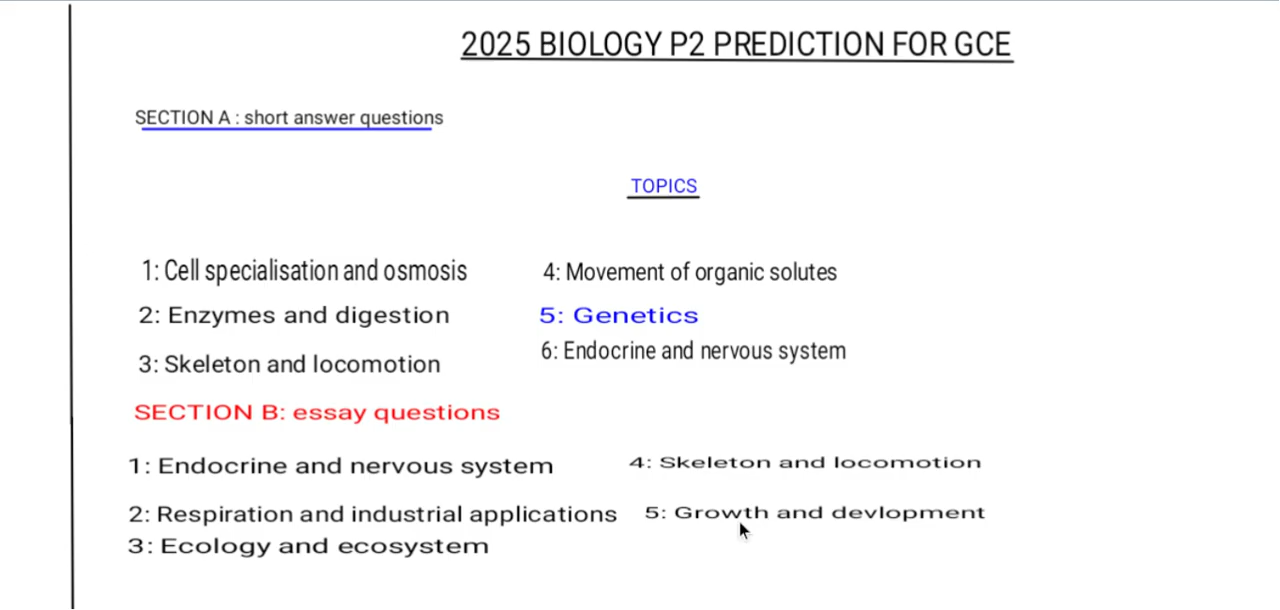 2025 BIOLOGY P2 PREDICTION FOR GCE
SECTION A : short answer questions
TOPICS
1: Cell specialisation and osmosis
2: Enzymes and digestion
3: Skeleton and locomotion
4: Movement of organic solutes
5: Genetics
6: Endocrine and nervous system
SECTION B: essay questions
1: Endocrine and nervous system
2: Respiration and industrial applications
3: Ecology and ecosystem
4: Skeleton and locomotion
5: Growth and devlopment